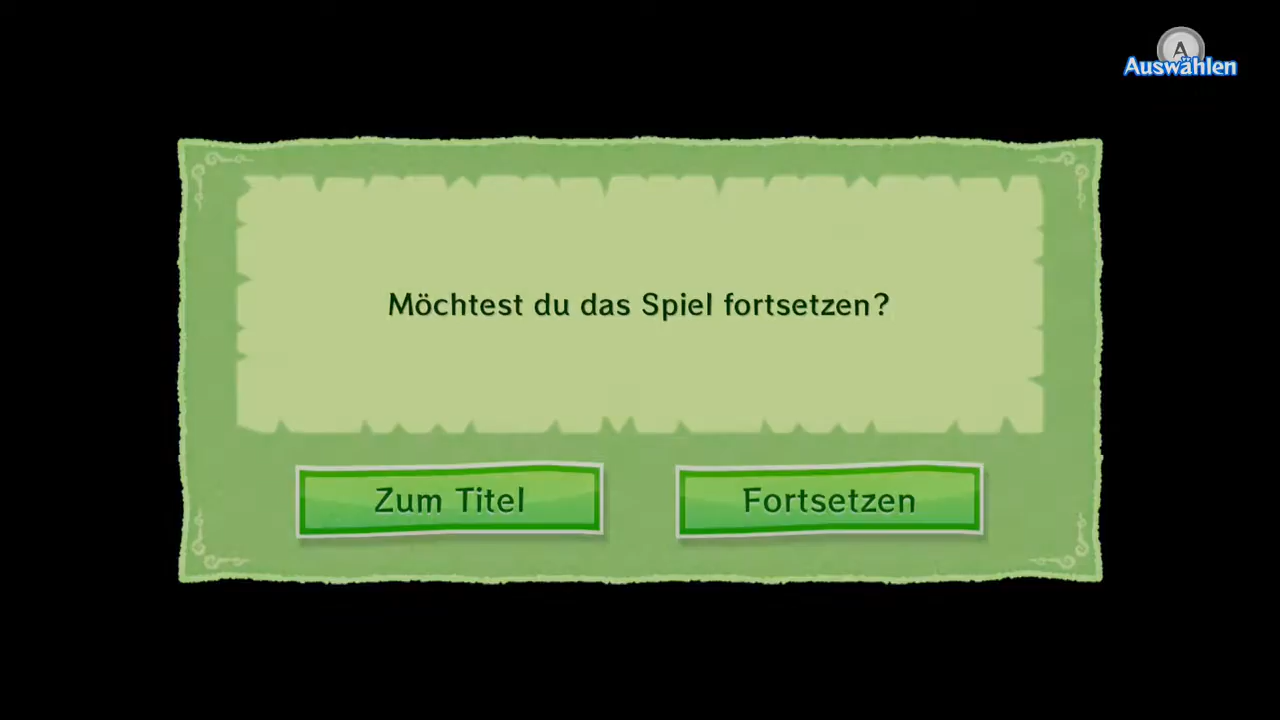 A
Auswählen
Möchtest du das Spiel fortsetzen?
Zum Titel
Fortsetzen